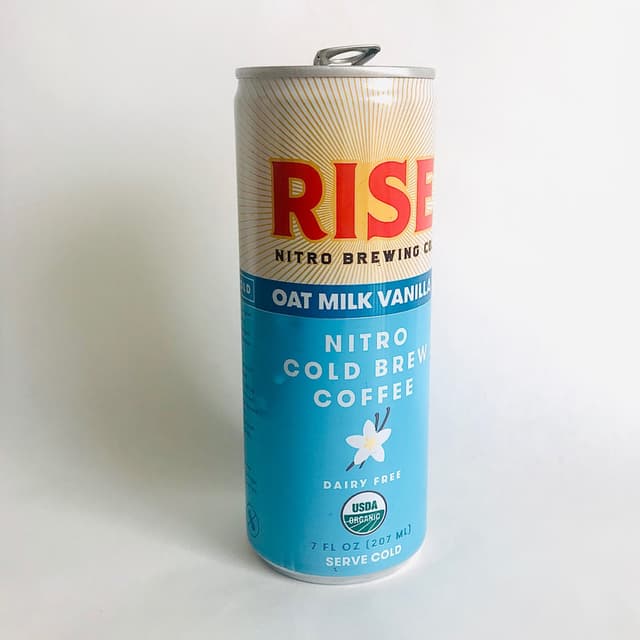 RISE
NITRO BREWING CO
OAT MILK VANILLA
NITRO
COLD BREW
COFFEE
DAIRY FREE
USDA
ORGANIC
7 FL OZ (207 ML)
SERVE COLD